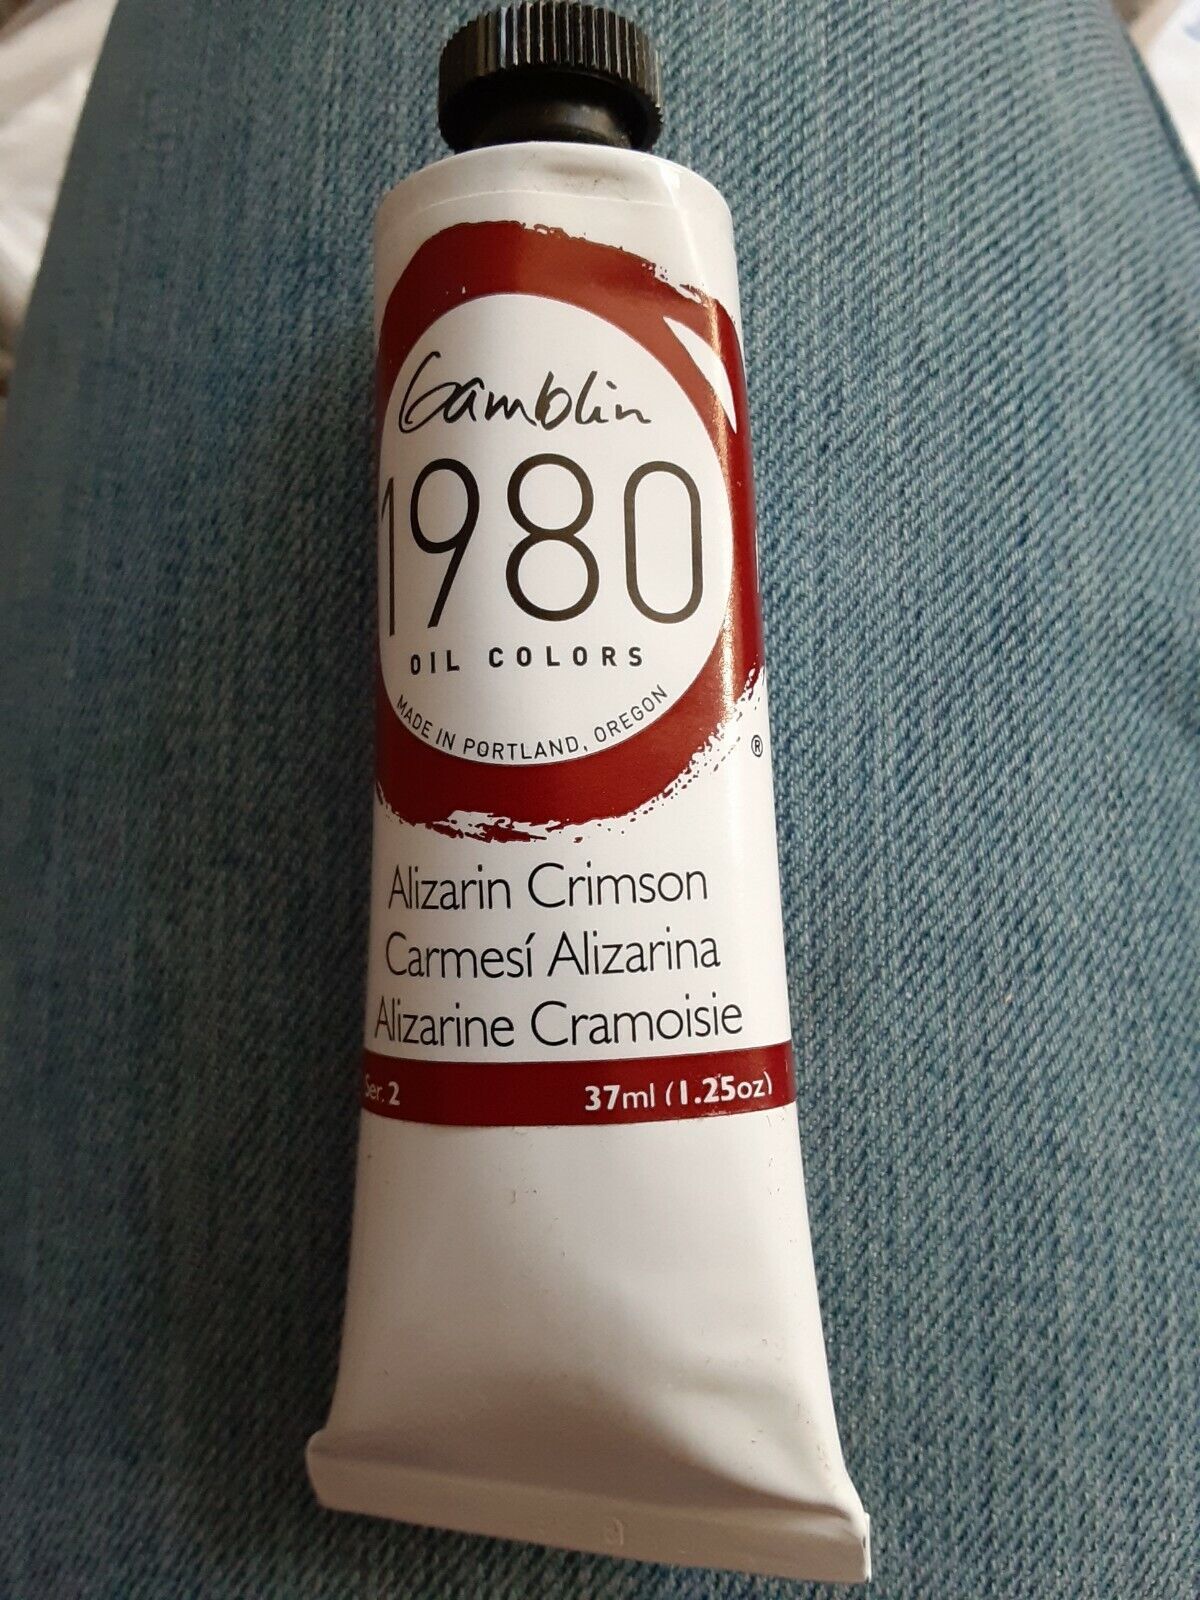 Gamblin
1980
OIL COLORS
MADE IN PORTLAND, OREGON
®
Alizarin Crimson
Carmesí Alizarina
Alizarine Cramoisie
Ser. 2 37ml (1.25oz)